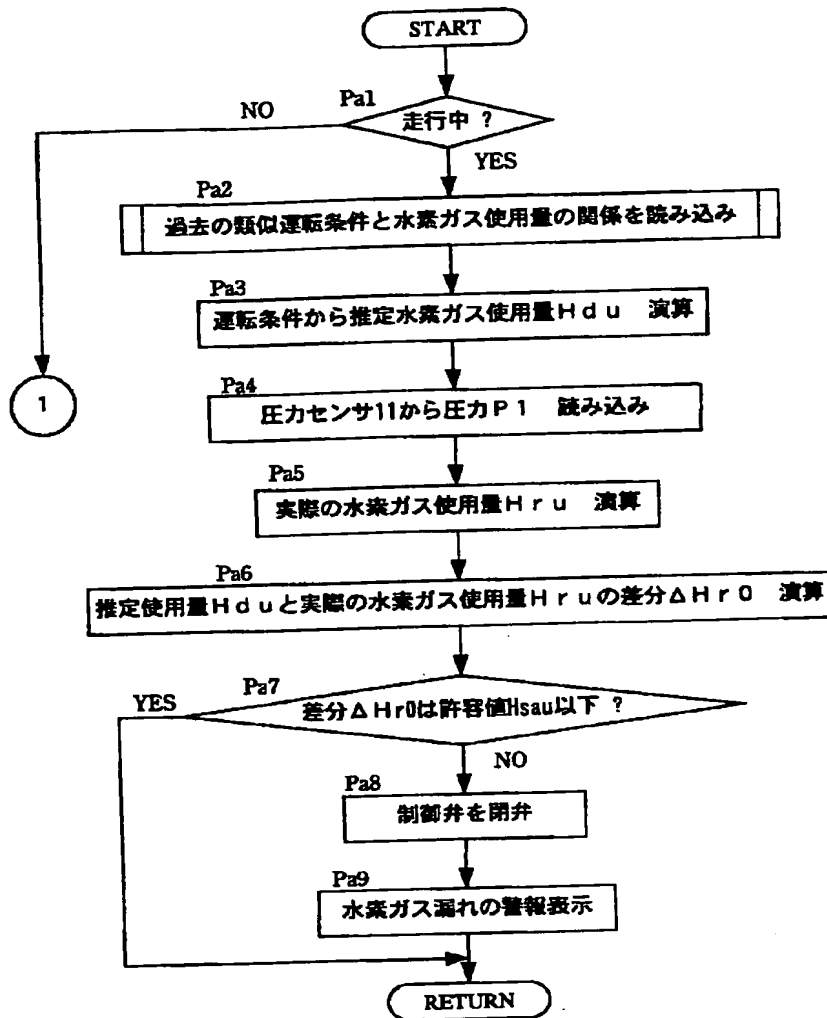 START
Pa1
NO
走行中 ?
YES
Pa2
過去の類似運転条件と水素ガス使用量の関係を読み込み
Pa3
運転条件から推定水素ガス使用量Hdu 演算
1
Pa4
圧力センサ11から圧力P1 読み込み
Pa5
実際の水素ガス使用量Hru 演算
Pa6
推定使用量Hduと実際の水素ガス使用量Hruの差分ΔHr0 演算
Pa7
YES
差分ΔHr0は許容値Hsau以下 ?
NO
Pa8
制御弁を閉弁
Pa9
水素ガス漏れの警報表示
RETURN